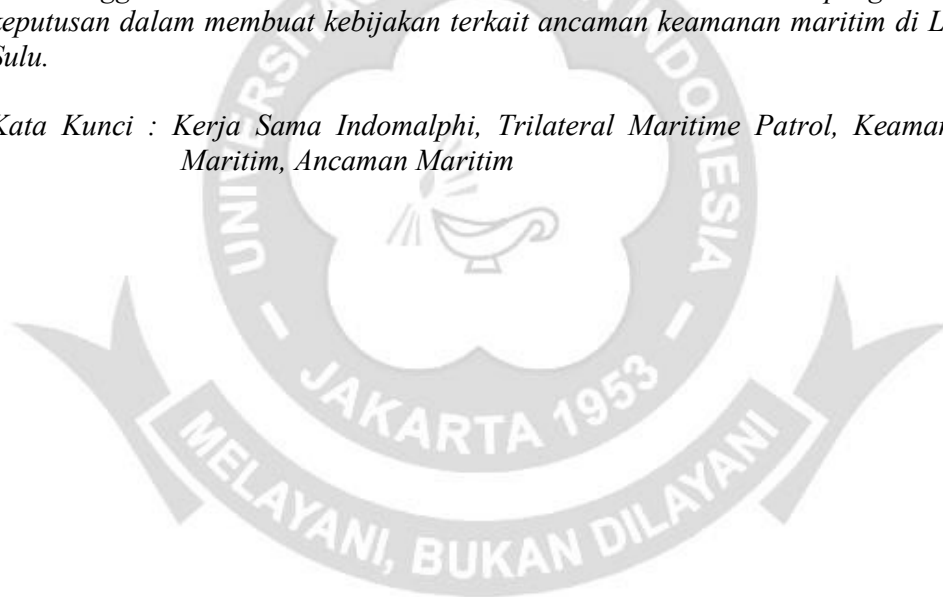 keputusan dalam membuat kebijakan terkait ancaman keamanan maritim di L
Sulu.
Kata Kunci : Kerja Sama Indomalphi, Trilateral Maritime Patrol, Keaman
Maritim, Ancaman Maritim
INDONESIA
JAKARTA 1953
MELAYANI, BUKAN DILAYANI